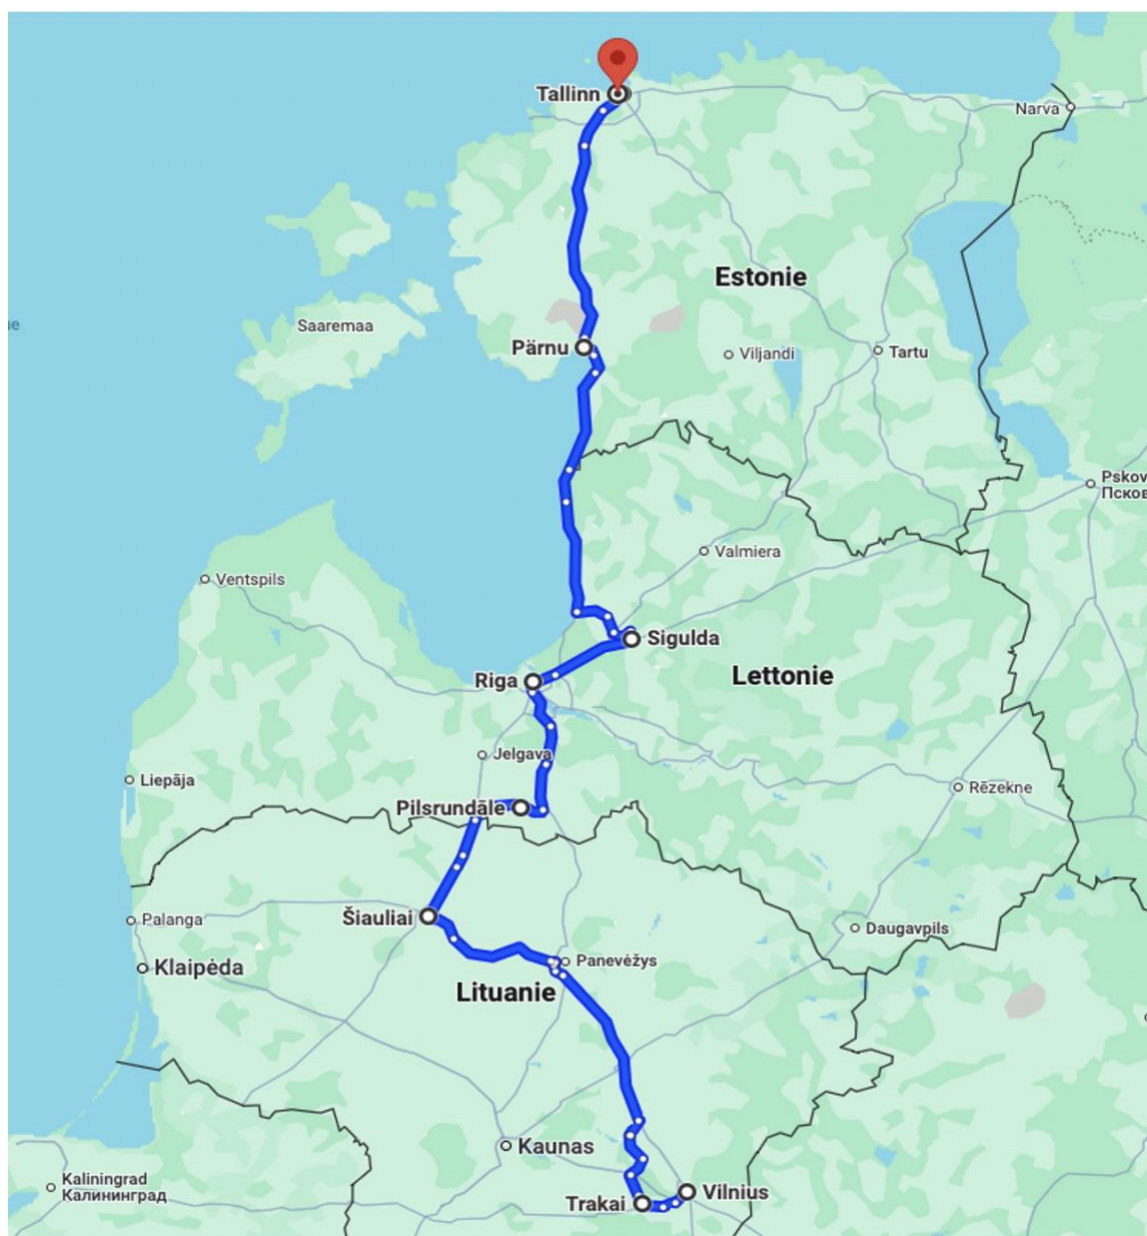 Tallinn
Narva
Estonie
Saaremaa
Pärnu
Viljandi
Tartu
Pskov
Псков
Valmiera
Ventspils
Sigulda
Lettonie
Riga
Jelgava
Liepāja
Rēzekne
Pilsrundāle
Šiauliai
Palanga
Daugavpils
Panevėžys
Klaipėda
Lituanie
Kaunas
Kaliningrad
Калининград
Trakai
Vilnius